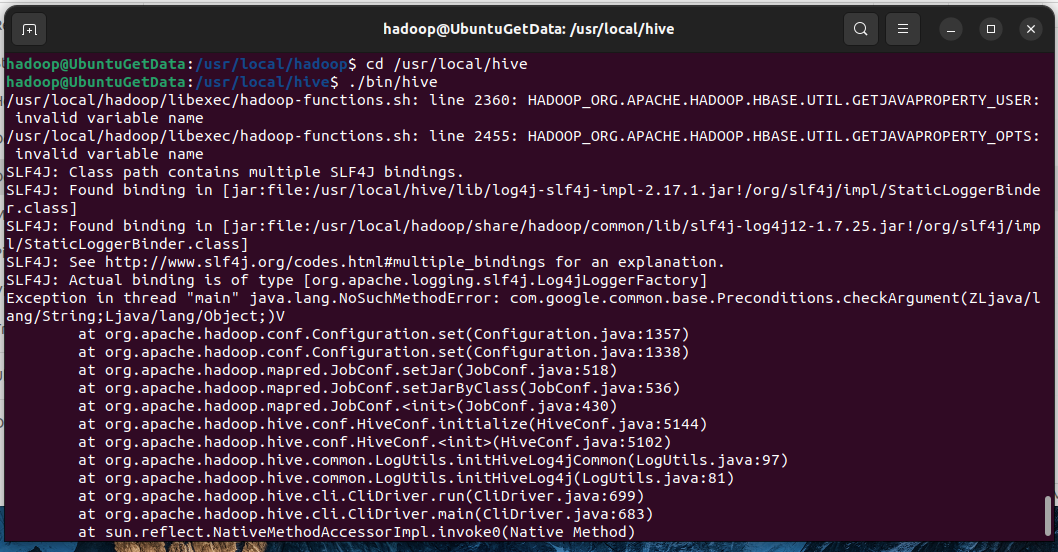 hadoop@UbuntuGetData: /usr/local/hive
hadoop@UbuntuGetData:/usr/local/hadoop$ cd /usr/local/hive
hadoop@UbuntuGetData:/usr/local/hive$ ./bin/hive
/usr/local/hadoop/libexec/hadoop-functions.sh: line 2360: HADOOP_ORG.APACHE.HADOOP.HBASE.UTIL.GETJAVAPROPERTY_USER:
 invalid variable name
/usr/local/hadoop/libexec/hadoop-functions.sh: line 2455: HADOOP_ORG.APACHE.HADOOP.HBASE.UTIL.GETJAVAPROPERTY_OPTS:
 invalid variable name
SLF4J: Class path contains multiple SLF4J bindings.
SLF4J: Found binding in [jar:file:/usr/local/hive/lib/log4j-slf4j-impl-2.17.1.jar!/org/slf4j/impl/StaticLoggerBinde
r.class]
SLF4J: Found binding in [jar:file:/usr/local/hadoop/share/hadoop/common/lib/slf4j-log4j12-1.7.25.jar!/org/slf4j/imp
l/StaticLoggerBinder.class]
SLF4J: See http://www.slf4j.org/codes.html#multiple_bindings for an explanation.
SLF4J: Actual binding is of type [org.apache.logging.slf4j.Log4jLoggerFactory]
Exception in thread "main" java.lang.NoSuchMethodError: com.google.common.base.Preconditions.checkArgument(ZLjava/l
ang/String;Ljava/lang/Object;)V
        at org.apache.hadoop.conf.Configuration.set(Configuration.java:1357)
        at org.apache.hadoop.conf.Configuration.set(Configuration.java:1338)
        at org.apache.hadoop.mapred.JobConf.setJar(JobConf.java:518)
        at org.apache.hadoop.mapred.JobConf.setJarByClass(JobConf.java:536)
        at org.apache.hadoop.mapred.JobConf.<init>(JobConf.java:430)
        at org.apache.hadoop.hive.conf.HiveConf.initialize(HiveConf.java:5144)
        at org.apache.hadoop.hive.conf.HiveConf.<init>(HiveConf.java:5102)
        at org.apache.hadoop.hive.common.LogUtils.initHiveLog4jCommon(LogUtils.java:97)
        at org.apache.hadoop.hive.common.LogUtils.initHiveLog4j(LogUtils.java:81)
        at org.apache.hadoop.hive.cli.CliDriver.run(CliDriver.java:699)
        at org.apache.hadoop.hive.cli.CliDriver.main(CliDriver.java:683)
        at sun.reflect.NativeMethodAccessorImpl.invoke0(Native Method)